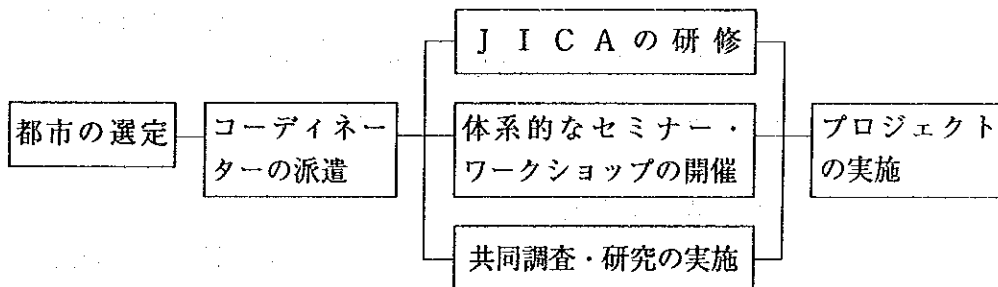 都市の選定
コーディネー
ターの派遣
JICAの研修
体系的なセミナー・
ワークショップの開催
共同調査・研究の実施
プロジェクト
の実施